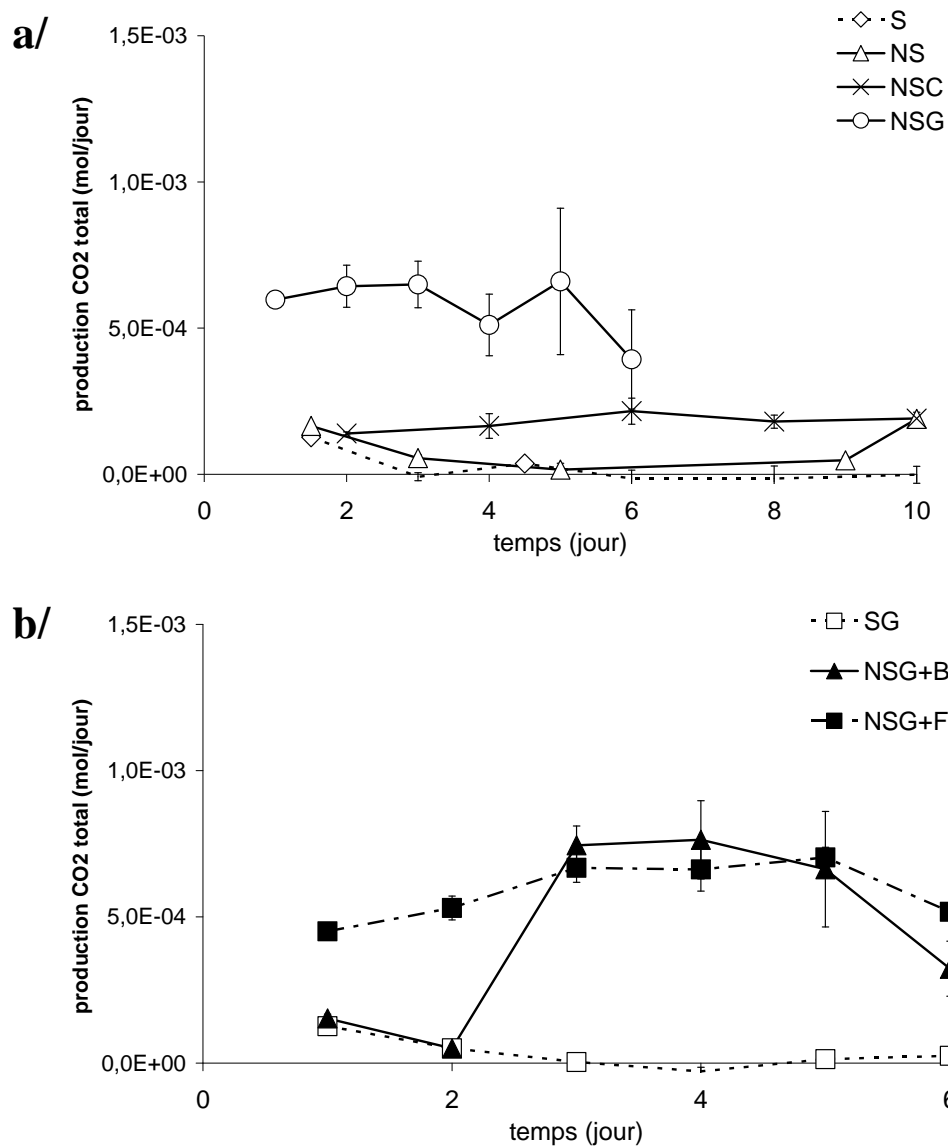 a/
S
NS
NSC
NSG
production CO2 total (mol/jour)
1,5E-03
1,0E-03
5,0E-04
0,0E+00
0 2 4 6 8 10
temps (jour)
b/
SG
NSG+B
NSG+F
production CO2 total (mol/jour)
1,5E-03
1,0E-03
5,0E-04
0,0E+00
0 2 4 6
temps (jour)